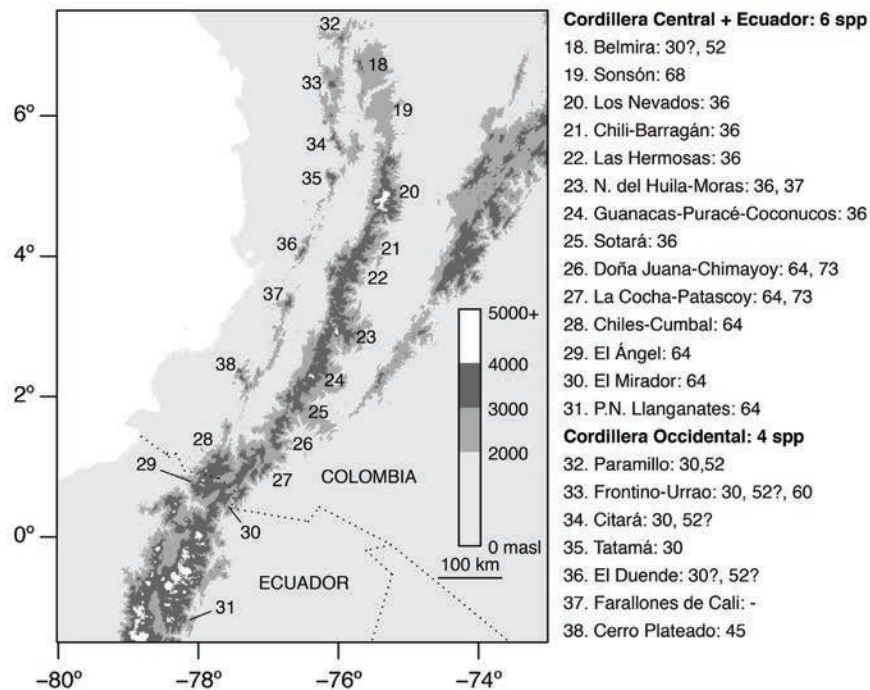 32
18
6º
33
19
34
35
20
4º
36
21
22
37
5000+
4000
3000
2000
0 masl
100 km
23
38
24
2º
25
28
26
29
27
COLOMBIA
0º
30
ECUADOR
31
−80º
−78
−76
−74
Cordillera Central + Ecuador: 6 spp
18. Belmira: 30?, 52
19. Sonsón: 68
20. Los Nevados: 36
21. Chili-Barragán: 36
22. Las Hermosas: 36
23. N. del Huila-Moras: 36, 37
24. Guanacas-Puracé-Coconucos: 36
25. Sotará: 36
26. Doña Juana-Chimayoy: 64, 73
27. La Cocha-Patascoy: 64, 73
28. Chiles-Cumbal: 64
29. El Ángel: 64
30. El Mirador: 64
31. P.N. Llanganates: 64
Cordillera Occidental: 4 spp
32. Paramillo: 30,52
33. Frontino-Urrao: 30, 52?, 60
34. Citará: 30, 52?
35. Tatamá: 30
36. El Duende: 30?, 52?
37. Farallones de Cali: -
38. Cerro Plateado: 45